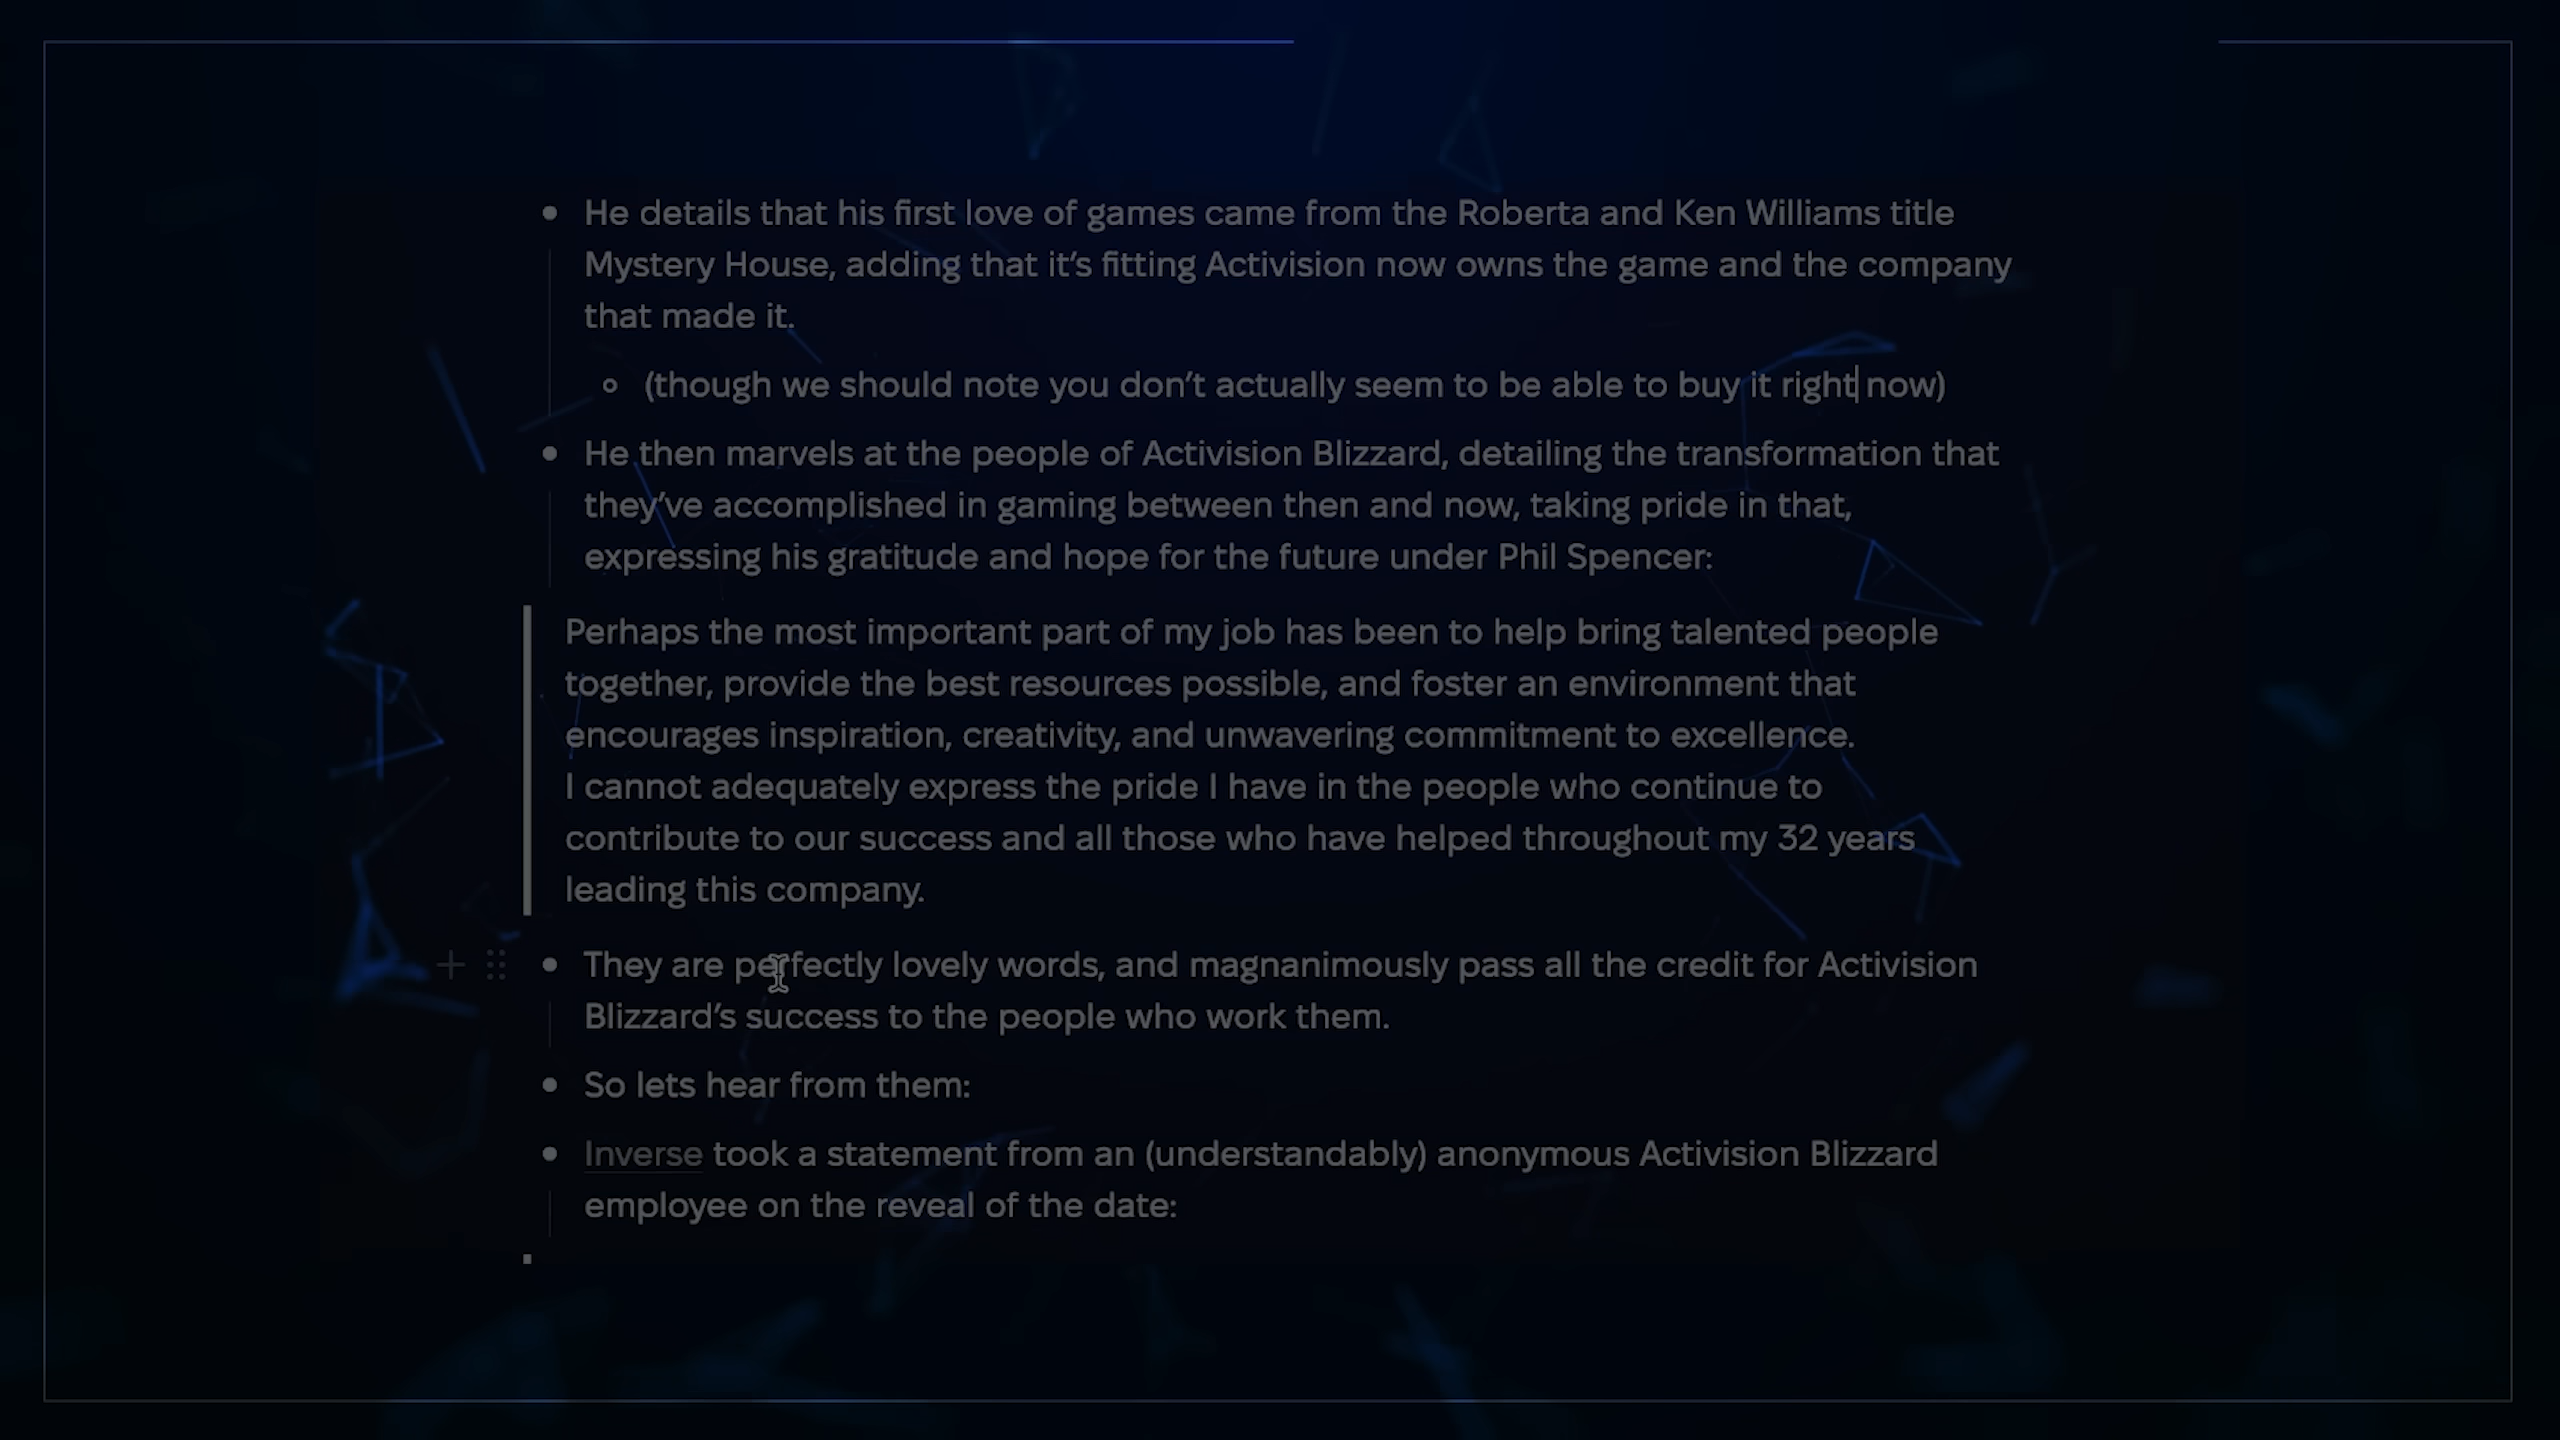 He details that his first love of games came from the Roberta and Ken Williams title
Mystery House, adding that it's fitting Activision now owns the game and the company
that made it.
(though we should note you don't actually seem to be able to buy it right now)
He then marvels at the people of Activision Blizzard, detailing the transformation that
they've accomplished in gaming between then and now, taking pride in that,
expressing his gratitude and hope for the future under Phil Spencer:
Perhaps the most important part of my job has been to help bring talented people
together, provide the best resources possible, and foster an environment that
encourages inspiration, creativity, and unwavering commitment to excellence.
I cannot adequately express the pride I have in the people who continue to
contribute to our success and all those who have helped throughout my 32 years
leading this company.
They are perfectly lovely words, and magnanimously pass all the credit for Activision
Blizzard's success to the people who work them.
So lets hear from them:
Inverse took a statement from an (understandably) anonymous Activision Blizzard
employee on the reveal of the date: